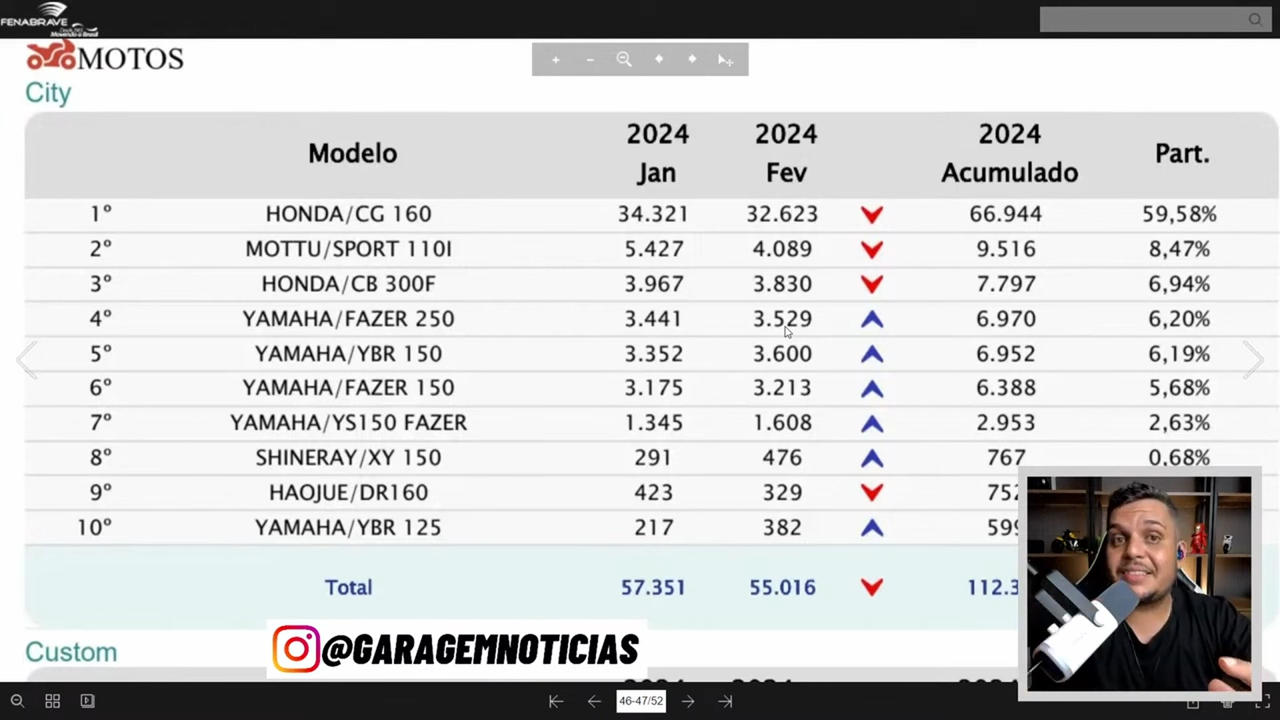 FENABRAVE
MOTOS
City
Modelo 2024 Jan 2024 Fev 2024 Acumulado Part.
1º HONDA/CG 160 34.321 32.623 66.944 59,58%
2º MOTTU/SPORT 110I 5.427 4.089 9.516 8,47%
3º HONDA/CB 300F 3.967 3.830 7.797 6,94%
4º YAMAHA/FAZER 250 3.441 3.529 6.970 6,20%
5º YAMAHA/YBR 150 3.352 3.600 6.952 6,19%
6º YAMAHA/FAZER 150 3.175 3.213 6.388 5,68%
7º YAMAHA/YS150 FAZER 1.345 1.608 2.953 2,63%
8º SHINERAY/XY 150 291 476 767 0,68%
9º HAOJUE/DR160 423 329 752
10º YAMAHA/YBR 125 217 382 599
Total 57.351 55.016 112.3
@GARAGEMNOTICIAS
Custom
46-47/52